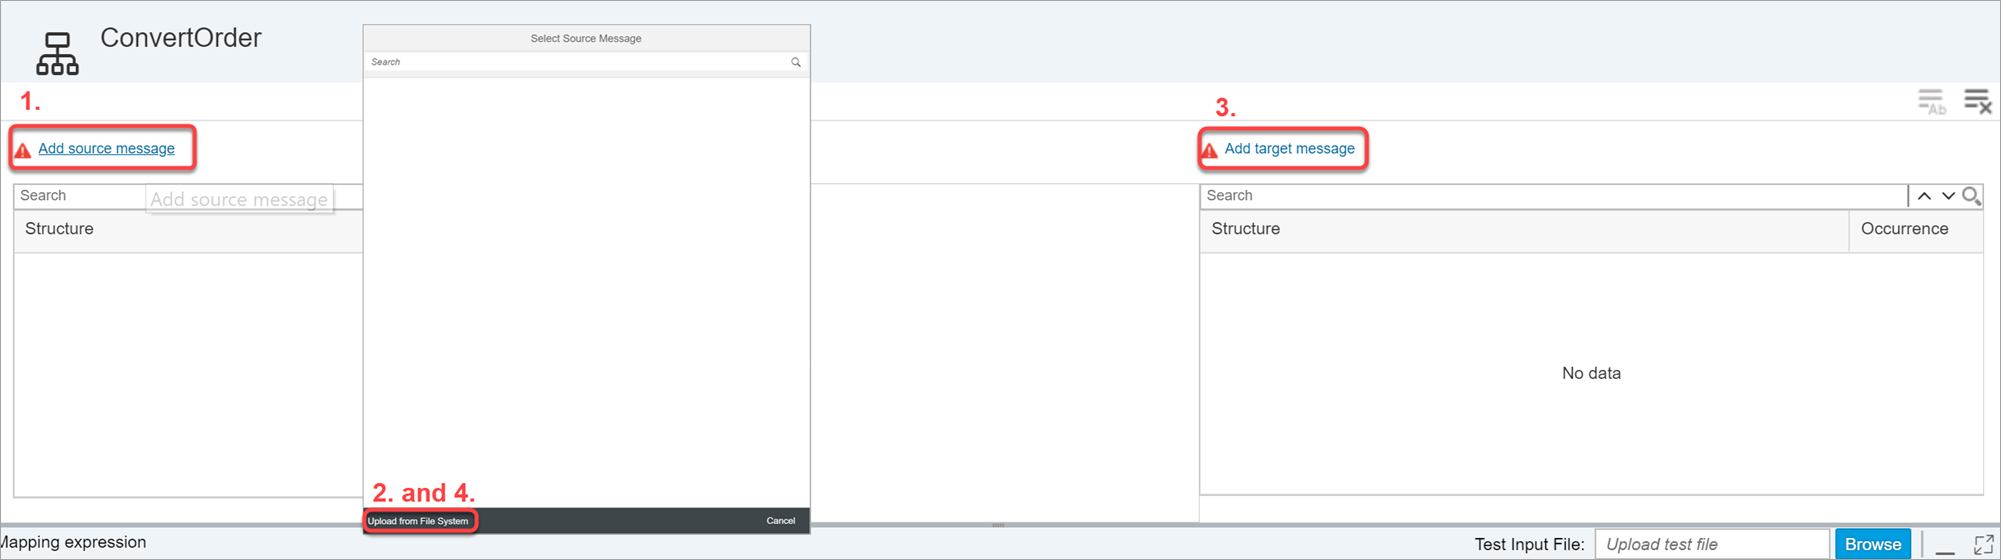 ConvertOrder
Select Source Message
Search
1.
Ab
3.
Add source message
Add target message
Search
Add source message
Search
Structure
Structure
Occurrence
No data
2. and 4.
Upload from File System
Cancel
Mapping expression
Test Input File:
Upload test file
Browse